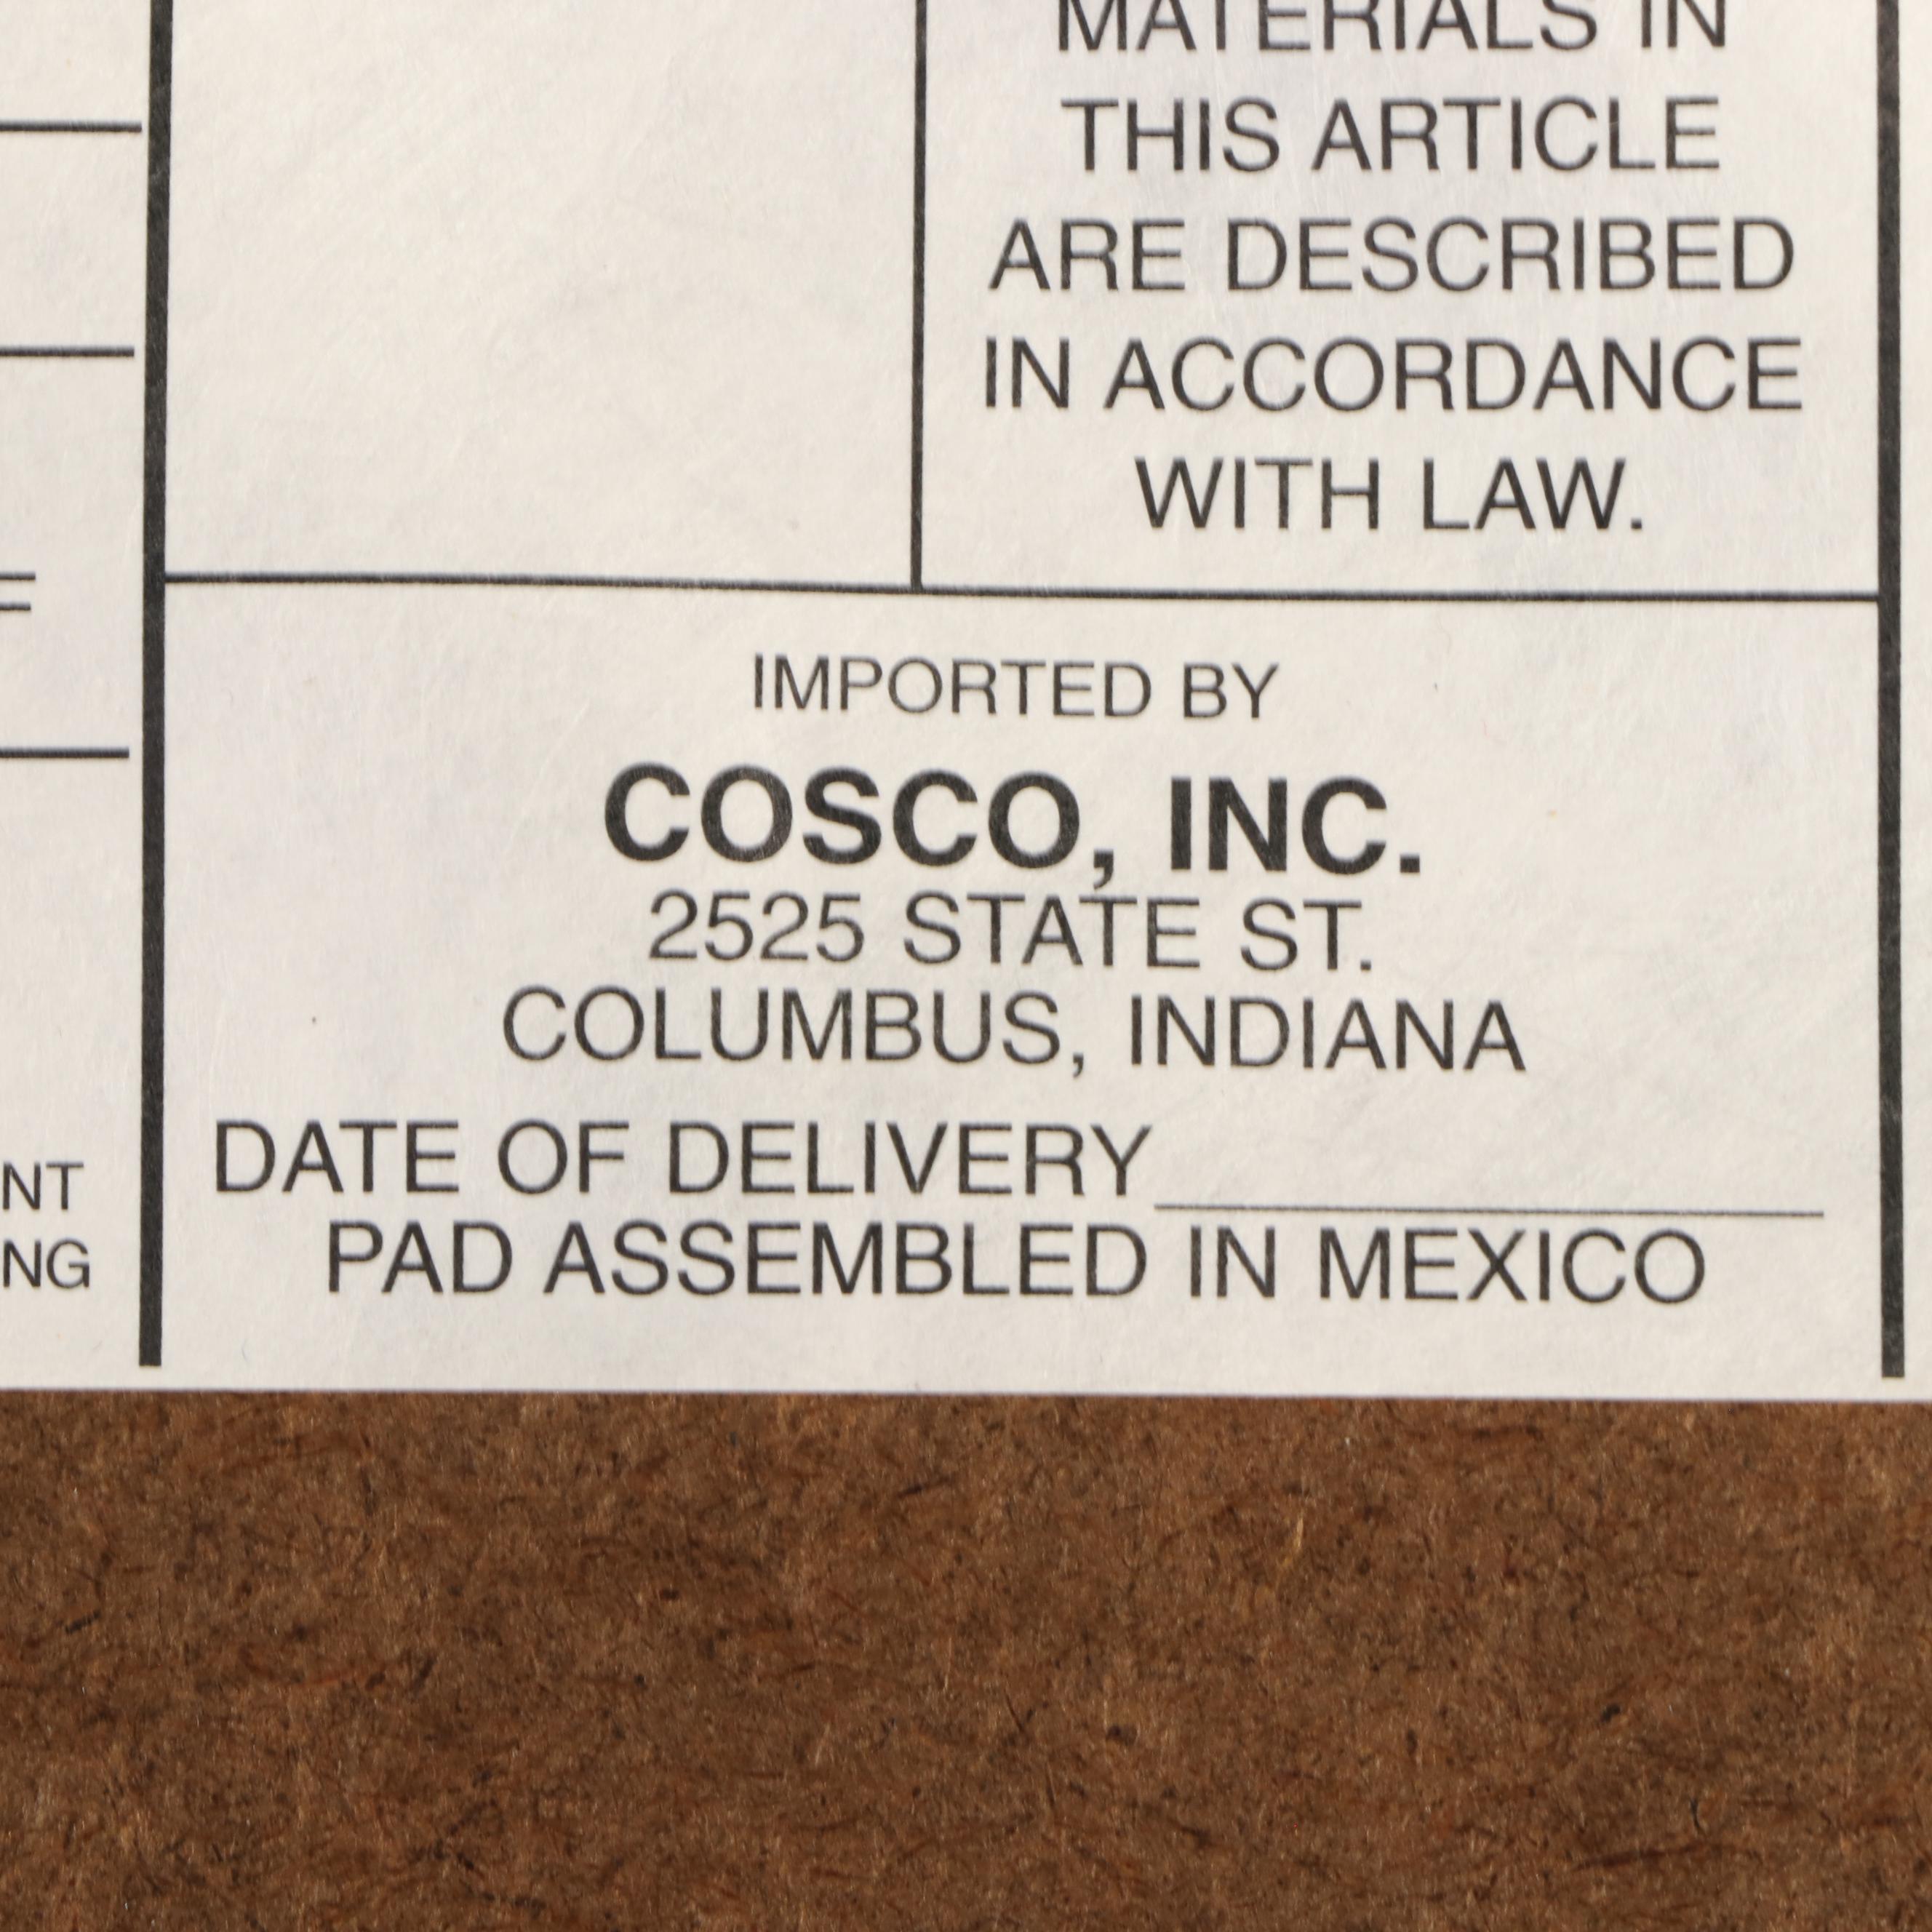 MATERIALS IN
THIS ARTICLE
ARE DESCRIBED
IN ACCORDANCE
WITH LAW.
IMPORTED BY
COSCO, INC.
2525 STATE ST.
COLUMBUS, INDIANA
DATE OF DELIVERY
PAD ASSEMBLED IN MEXICO
NT
NG